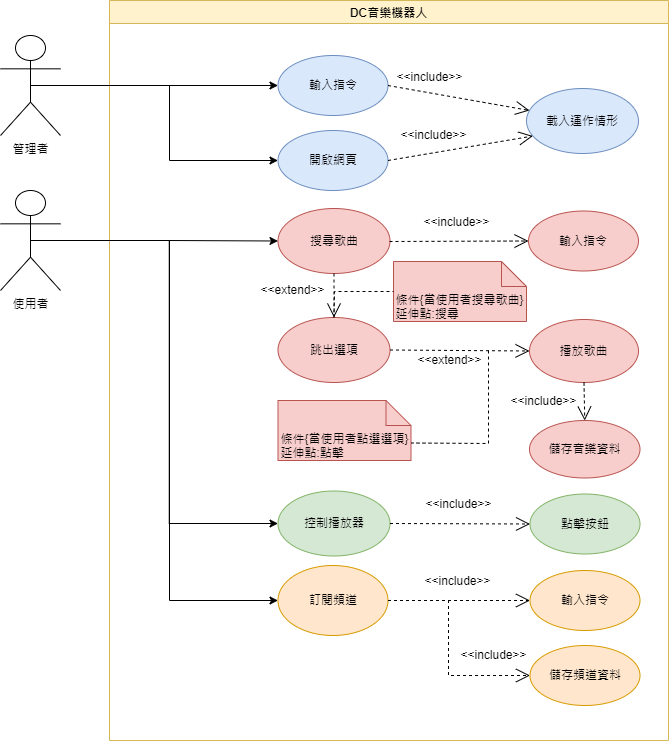 DC音樂機器人
管理者
輸入指令
<<include>>
載入運作情形
開啟網頁
<<include>>
使用者
搜尋歌曲
<<include>>
輸入指令
<<extend>>
條件{當使用者搜尋歌曲}
延伸點:搜尋
跳出選項
<<extend>>
播放歌曲
<<include>>
條件{當使用者點選選項}
延伸點:點擊
儲存音樂資料
控制播放器
<<include>>
點擊按鈕
訂閱頻道
<<include>>
輸入指令
<<include>>
儲存頻道資料